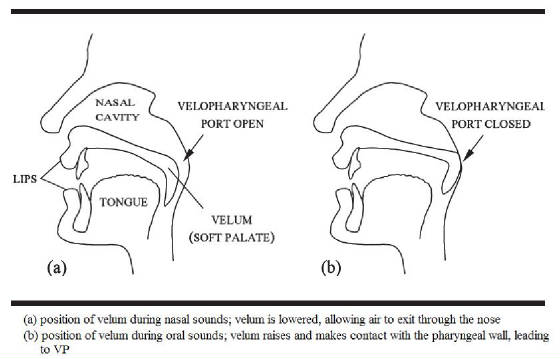 NASAL
CAVITY
VELOPHARYNGEAL
PORT OPEN
LIPS
TONGUE
VELUM
(SOFT PALATE)
(a)
VELOPHARYNGEAL
PORT CLOSED
(b)
(a) position of velum during nasal sounds; velum is lowered, allowing air to exit through the nose
(b) position of velum during oral sounds; velum raises and makes contact with the pharyngeal wall, leading
to VP